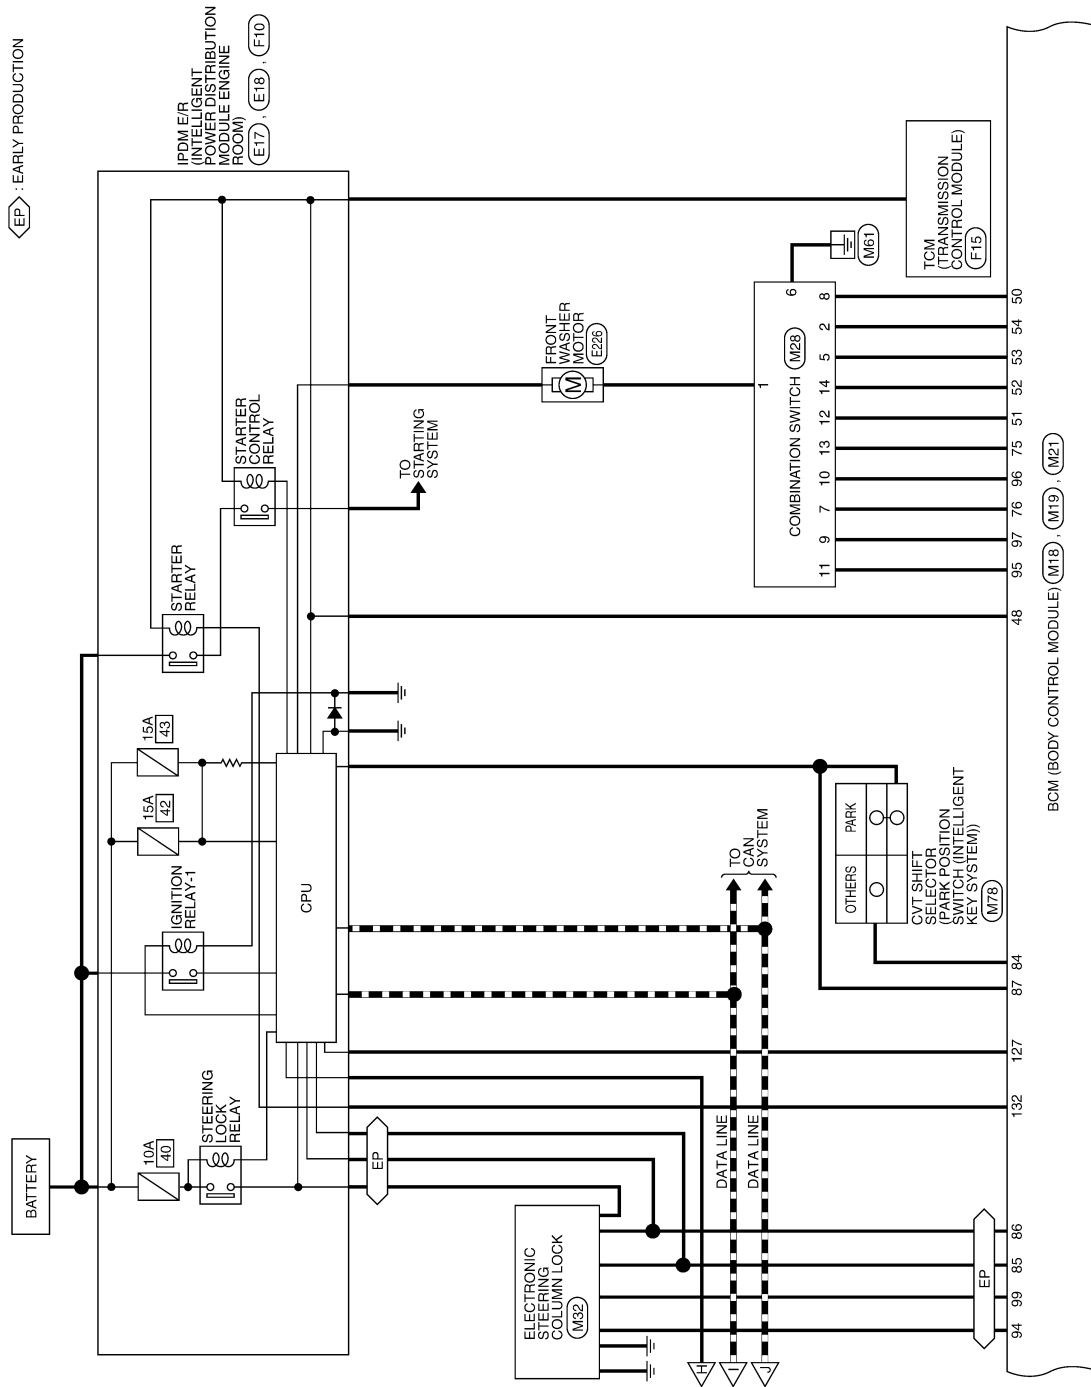 EP : EARLY PRODUCTION
IPDM E/R
(INTELLIGENT
POWER DISTRIBUTION
MODULE ENGINE
ROOM)
E17 , E18 , F10
BATTERY
10A
40
STEERING
LOCK
RELAY
IGNITION
RELAY-1
15A
42
15A
43
STARTER
RELAY
STARTER
CONTROL
RELAY
CPU
EP
TO
STARTING
SYSTEM
FRONT
WASHER
MOTOR
E226
M
TO
CAN
SYSTEM
DATA LINE
DATA LINE
ELECTRONIC
STEERING
COLUMN LOCK
M32
H
I
J
OTHERS PARK
CVT SHIFT
SELECTOR
(PARK POSITION
SWITCH (INTELLIGENT
KEY SYSTEM))
M78
1
6
COMBINATION SWITCH M28
11 9 7 10 13 12 14 5 2 8
M61
TCM
(TRANSMISSION
CONTROL MODULE)
F15
EP
94 99 85 86 132 127 87 84 48 95 97 76 96 75 51 52 53 54 50
BCM (BODY CONTROL MODULE) M18 , M19 , M21